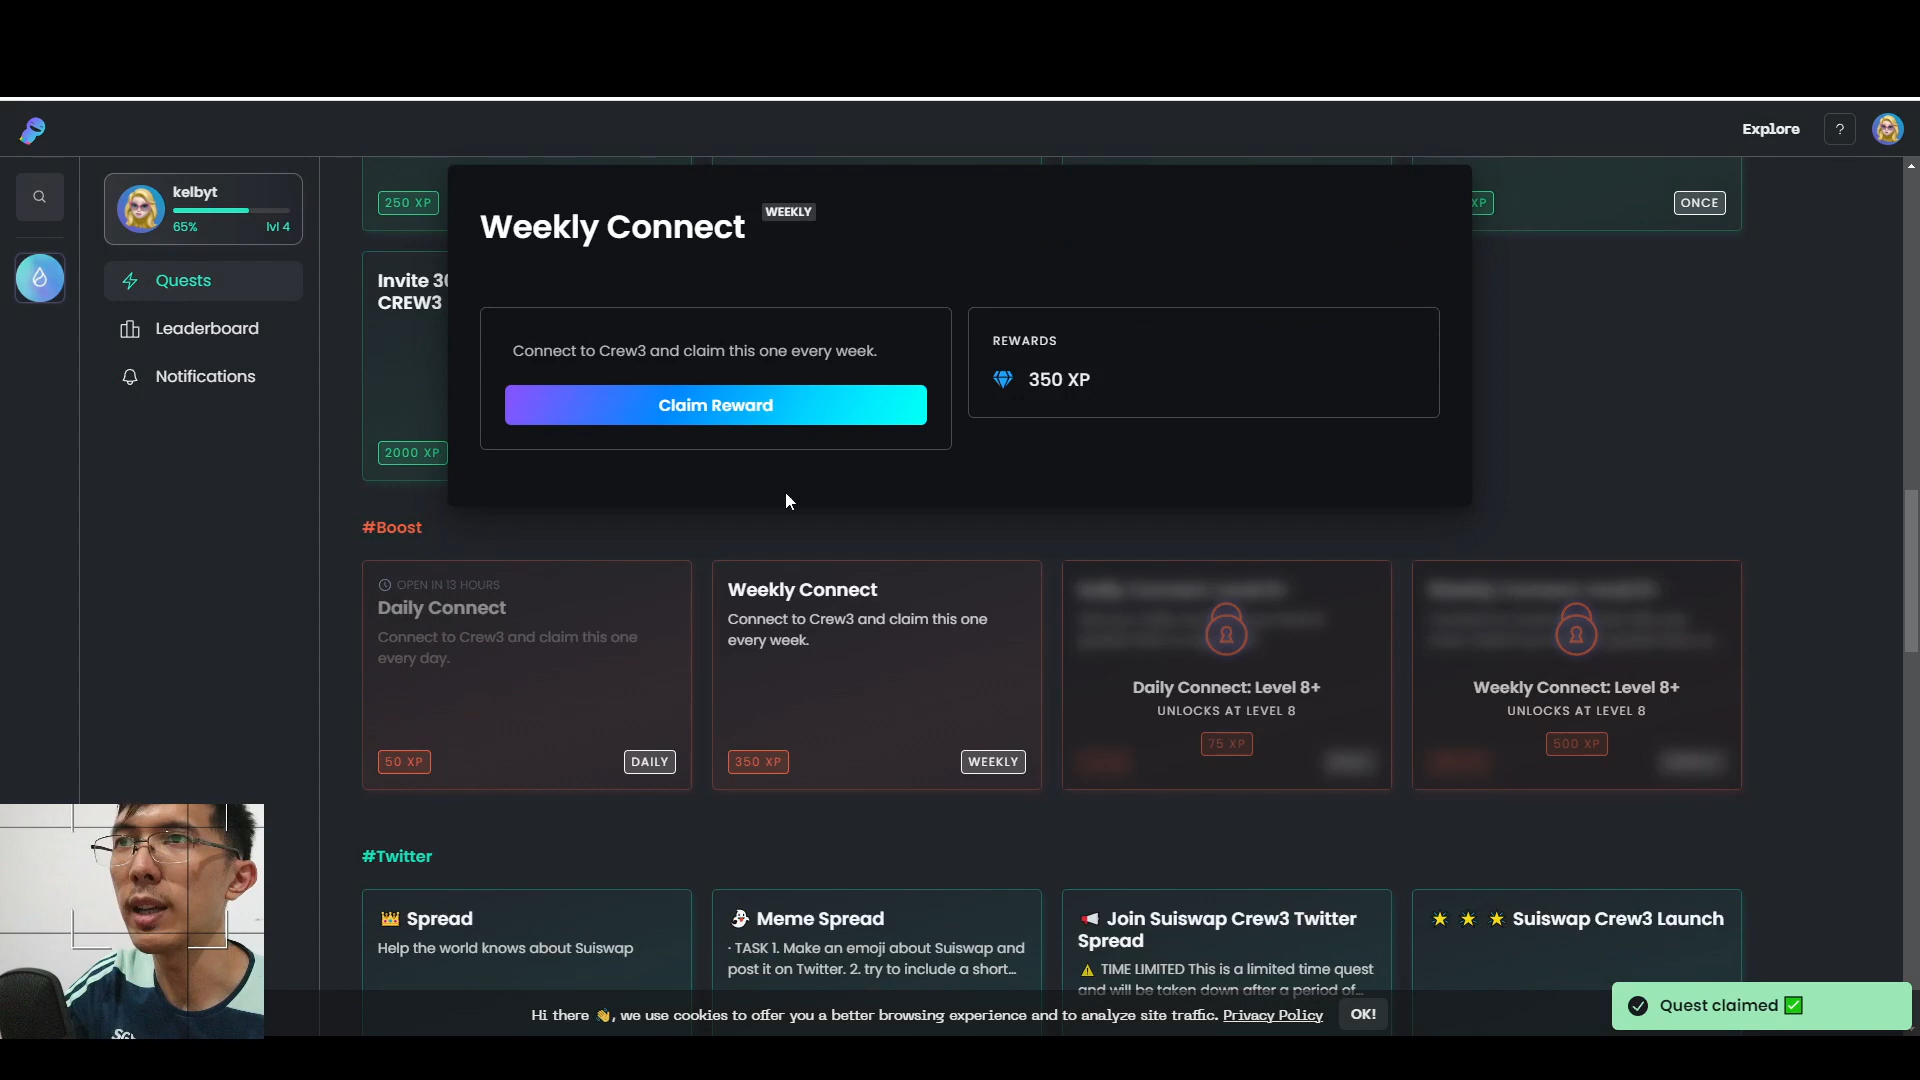 Explore
?
kelbyt
65%
lvl 4
Quests
Leaderboard
Notifications
250 XP
XP
ONCE
Invite 30
CREW3
2000 XP
Weekly Connect
WEEKLY
Connect to Crew3 and claim this one every week.
Claim Reward
REWARDS
350 XP
#Boost
OPEN IN 13 HOURS
Daily Connect
Connect to Crew3 and claim this one
every day.
50 XP
DAILY
Weekly Connect
Connect to Crew3 and claim this one
every week.
350 XP
WEEKLY
Daily Connect: Level 8+
UNLOCKS AT LEVEL 8
75 XP
Weekly Connect: Level 8+
UNLOCKS AT LEVEL 8
500 XP
#Twitter
Spread
Help the world knows about Suiswap
Meme Spread
· TASK 1. Make an emoji about Suiswap and
post it on Twitter. 2. try to include a short...
Join Suiswap Crew3 Twitter
Spread
TIME LIMITED This is a limited time quest
and will be taken down after a period of...
Suiswap Crew3 Launch
Hi there 👋, we use cookies to offer you a better browsing experience and to analyze site traffic. Privacy Policy
OK!
Quest claimed ✅